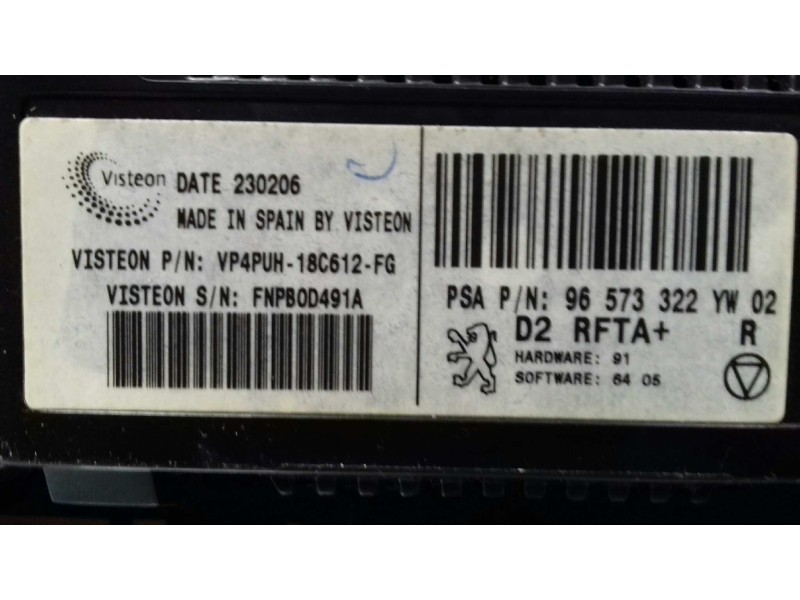 Visteon DATE 230206
MADE IN SPAIN BY VISTEON
VISTEON P/N: VP4PUH-18C612-FG
VISTEON S/N: FNPB0D491A
PSA P/N: 96 573 322 YW 02
D2 RFTA+ R
HARDWARE: 91
SOFTWARE: 64 05